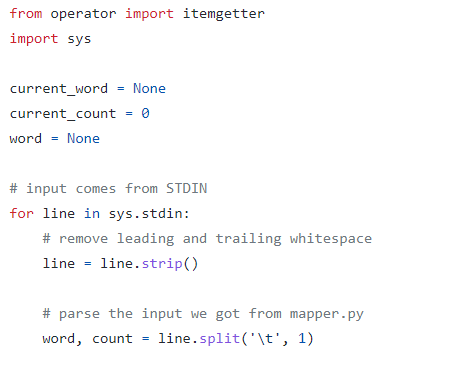 from operator import itemgetter
import sys
current_word = None
current_count = 0
word = None
# input comes from STDIN
for line in sys.stdin:
    # remove leading and trailing whitespace
    line = line.strip()
    # parse the input we got from mapper.py
    word, count = line.split('\t', 1)